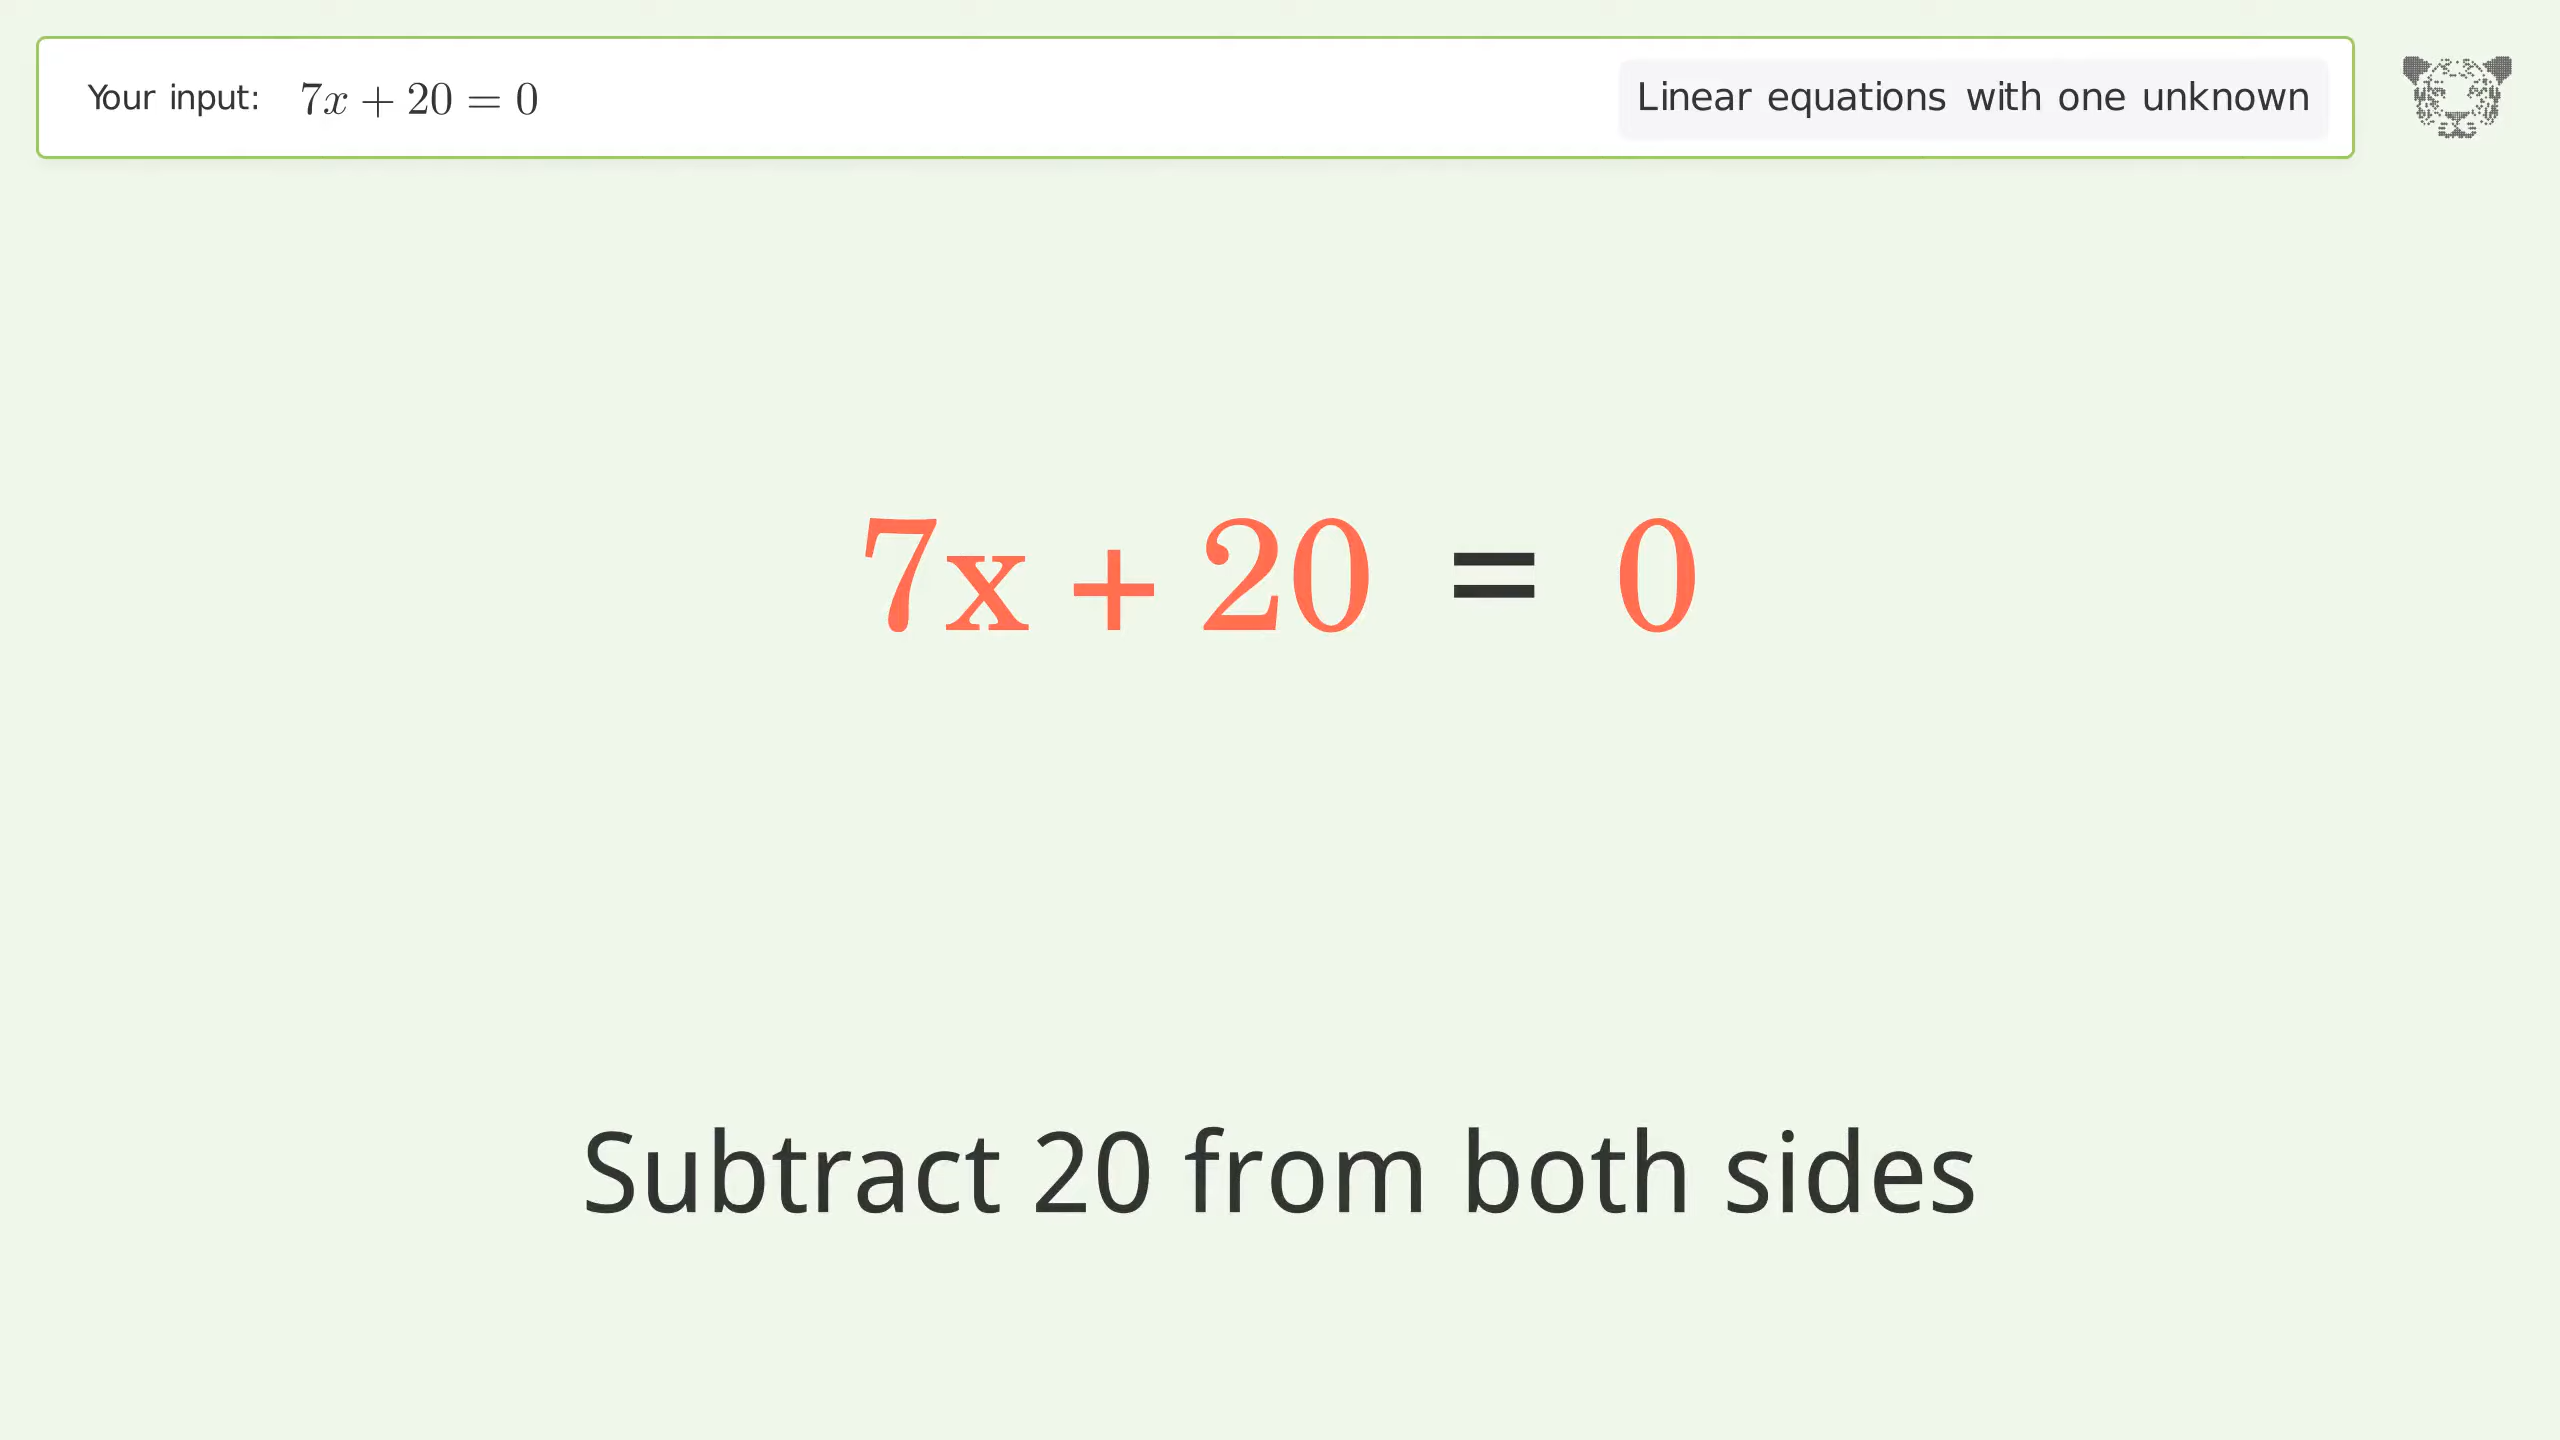 Your input: 7x + 20 = 0
Linear equations with one unknown
7x + 20 = 0
Subtract 20 from both sides